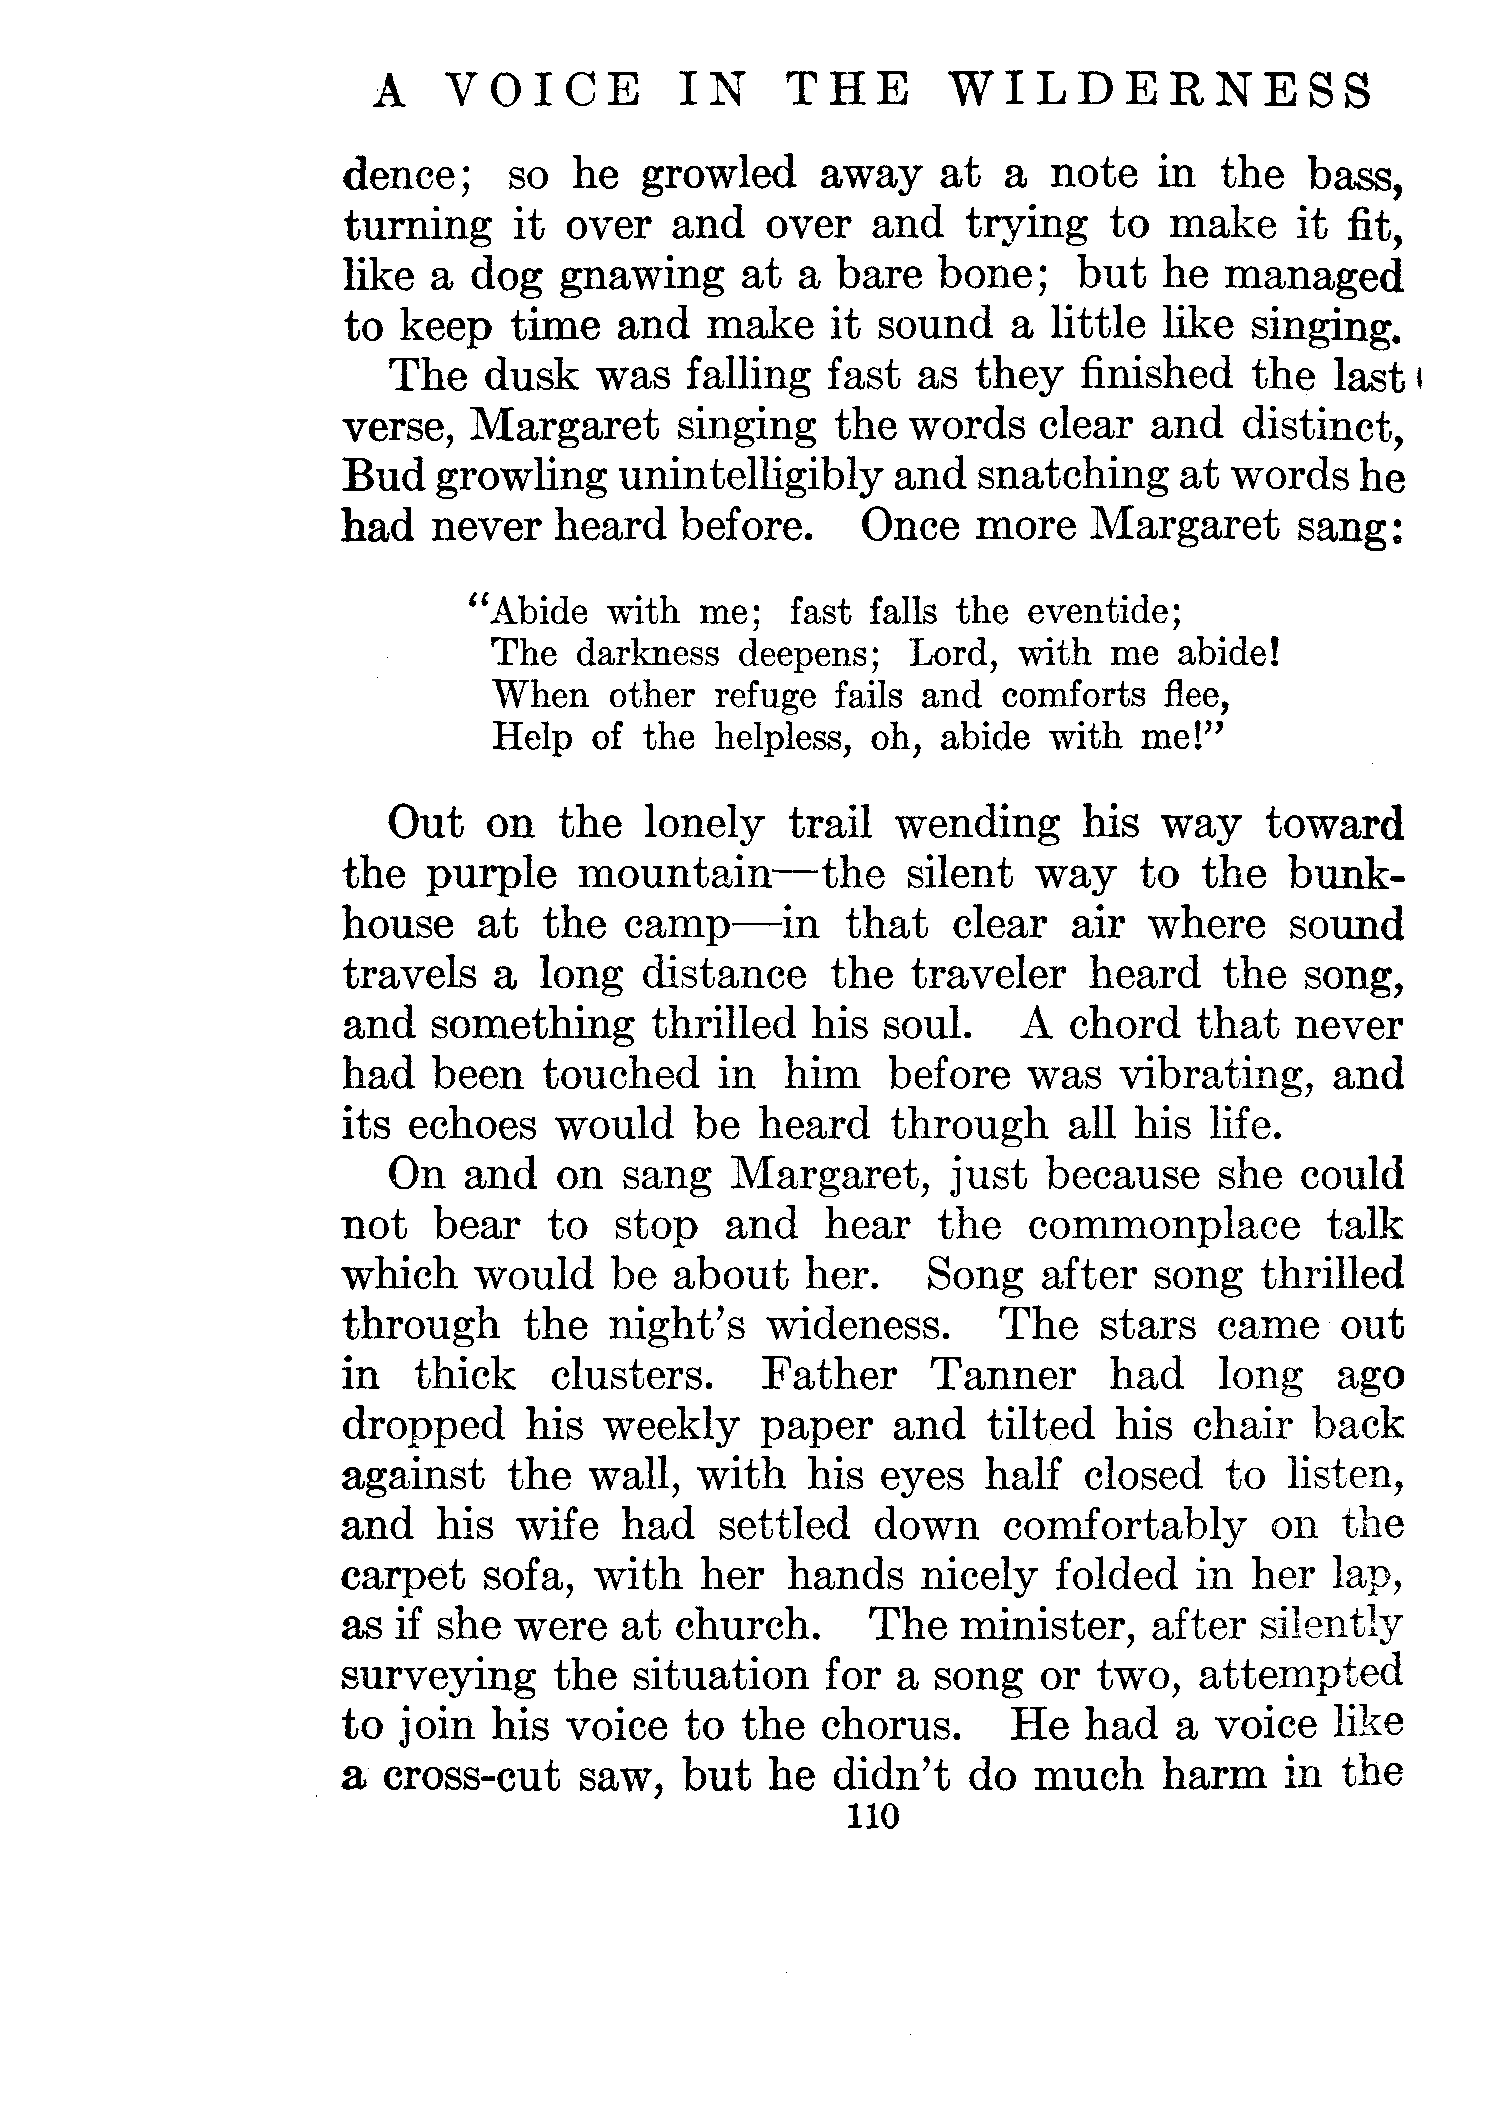 A VOICE IN THE WILDERNESS
dence; so he growled away at a note in the bass,
turning it over and over and trying to make it fit,
like a dog gnawing at a bare bone; but he managed
to keep time and make it sound a little like singing.
The dusk was falling fast as they finished the last
verse, Margaret singing the words clear and distinct,
Bud growling unintelligibly and snatching at words he
had never heard before. Once more Margaret sang:
“Abide with me; fast falls the eventide;
The darkness deepens; Lord, with me abide!
When other refuge fails and comforts flee,
Help of the helpless, oh, abide with me!”
Out on the lonely trail wending his way toward
the purple mountain—the silent way to the bunk-
house at the camp—in that clear air where sound
travels a long distance the traveler heard the song,
and something thrilled his soul. A chord that never
had been touched in him before was vibrating, and
its echoes would be heard through all his life.
On and on sang Margaret, just because she could
not bear to stop and hear the commonplace talk
which would be about her. Song after song thrilled
through the night’s wideness. The stars came out
in thick clusters. Father Tanner had long ago
dropped his weekly paper and tilted his chair back
against the wall, with his eyes half closed to listen,
and his wife had settled down comfortably on the
carpet sofa, with her hands nicely folded in her lap,
as if she were at church. The minister, after silently
surveying the situation for a song or two, attempted
to join his voice to the chorus. He had a voice like
a cross-cut saw, but he didn’t do much harm in the
110